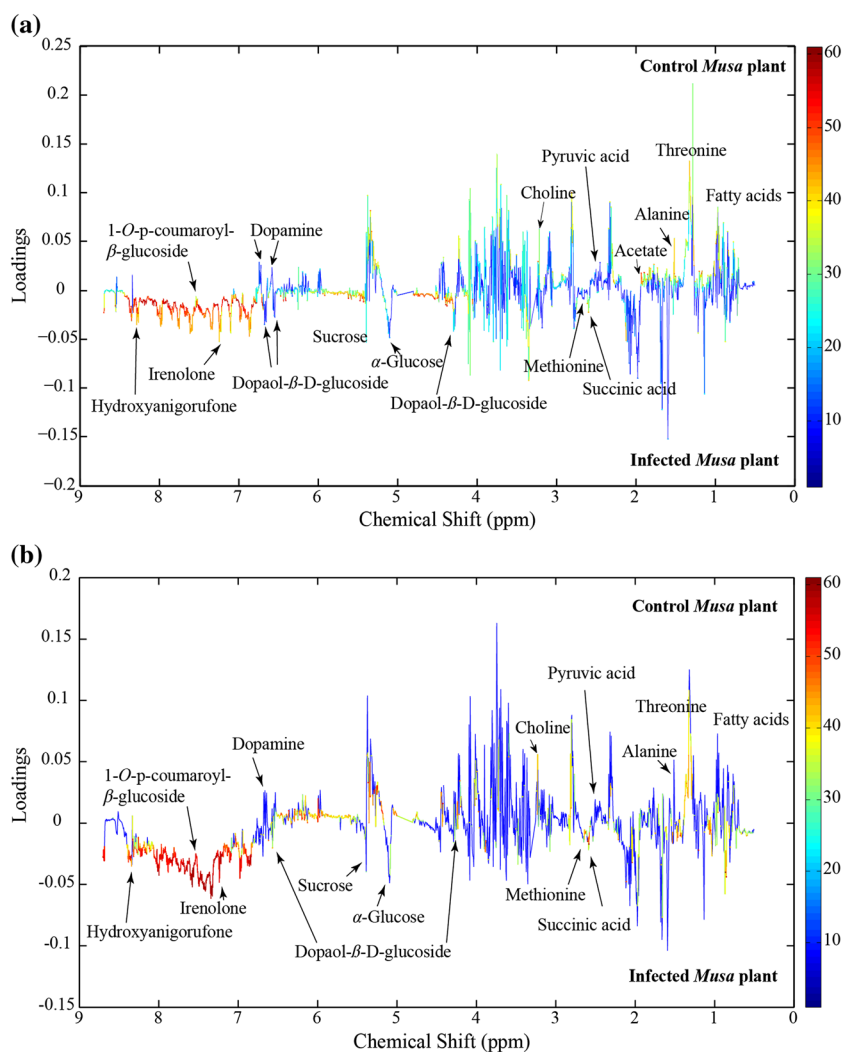 (a)
0.25
0.2
0.15
0.1
0.05
0
−0.05
−0.1
−0.15
−0.2
Loadings
Control Musa plant
Threonine
Pyruvic acid
Fatty acids
Choline
Alanine
Acetate
1-O-p-coumaroyl-
β-glucoside
Dopamine
Sucrose
α-Glucose
Irenolone
Dopaol-β-D-glucoside
Hydroxyanigorufone
Dopaol-β-D-glucoside
Methionine
Succinic acid
Infected Musa plant
9 8 7 6 5 4 3 2 1 0
Chemical Shift (ppm)
60
50
40
30
20
10
(b)
0.2
0.15
0.1
0.05
0
-0.05
-0.1
-0.15
Loadings
Control Musa plant
Pyruvic acid
Threonine
Fatty acids
Choline
Alanine
Dopamine
1-O-p-coumaroyl-
β-glucoside
Sucrose
Methionine
Irenolone
α-Glucose
Succinic acid
Hydroxyanigorufone
Dopaol-β-D-glucoside
Infected Musa plant
9 8 7 6 5 4 3 2 1 0
Chemical Shift (ppm)
60
50
40
30
20
10